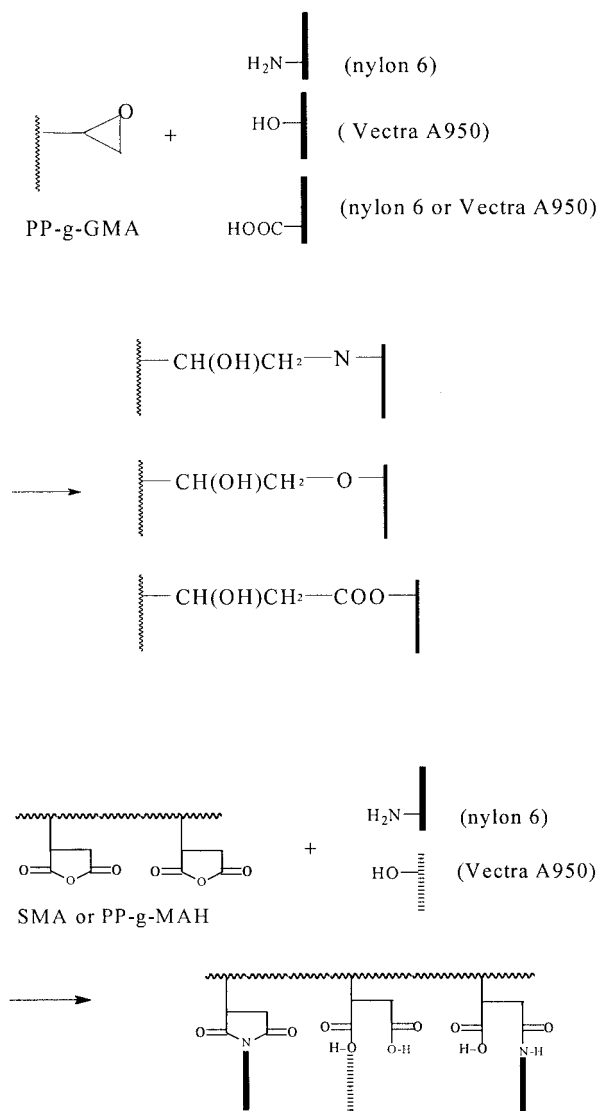 H₂N (nylon 6)
O
+ HO ( Vectra A950)
HOOC (nylon 6 or Vectra A950)
PP-g-GMA
CH(OH)CH₂ N
CH(OH)CH₂ O
CH(OH)CH₂ COO
H₂N (nylon 6)
+
O O O O O O
HO (Vectra A950)
SMA or PP-g-MAH
O O O O O O
N H-O O-H H-O N-H